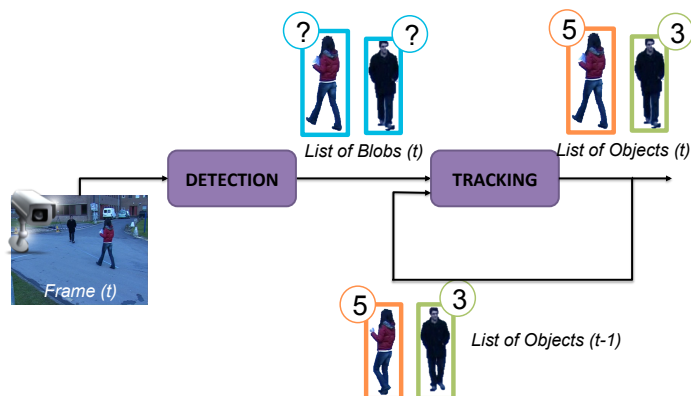 ? ? 5 3
List of Blobs (t) List of Objects (t)
DETECTION TRACKING
Frame (t)
5 3
List of Objects (t-1)